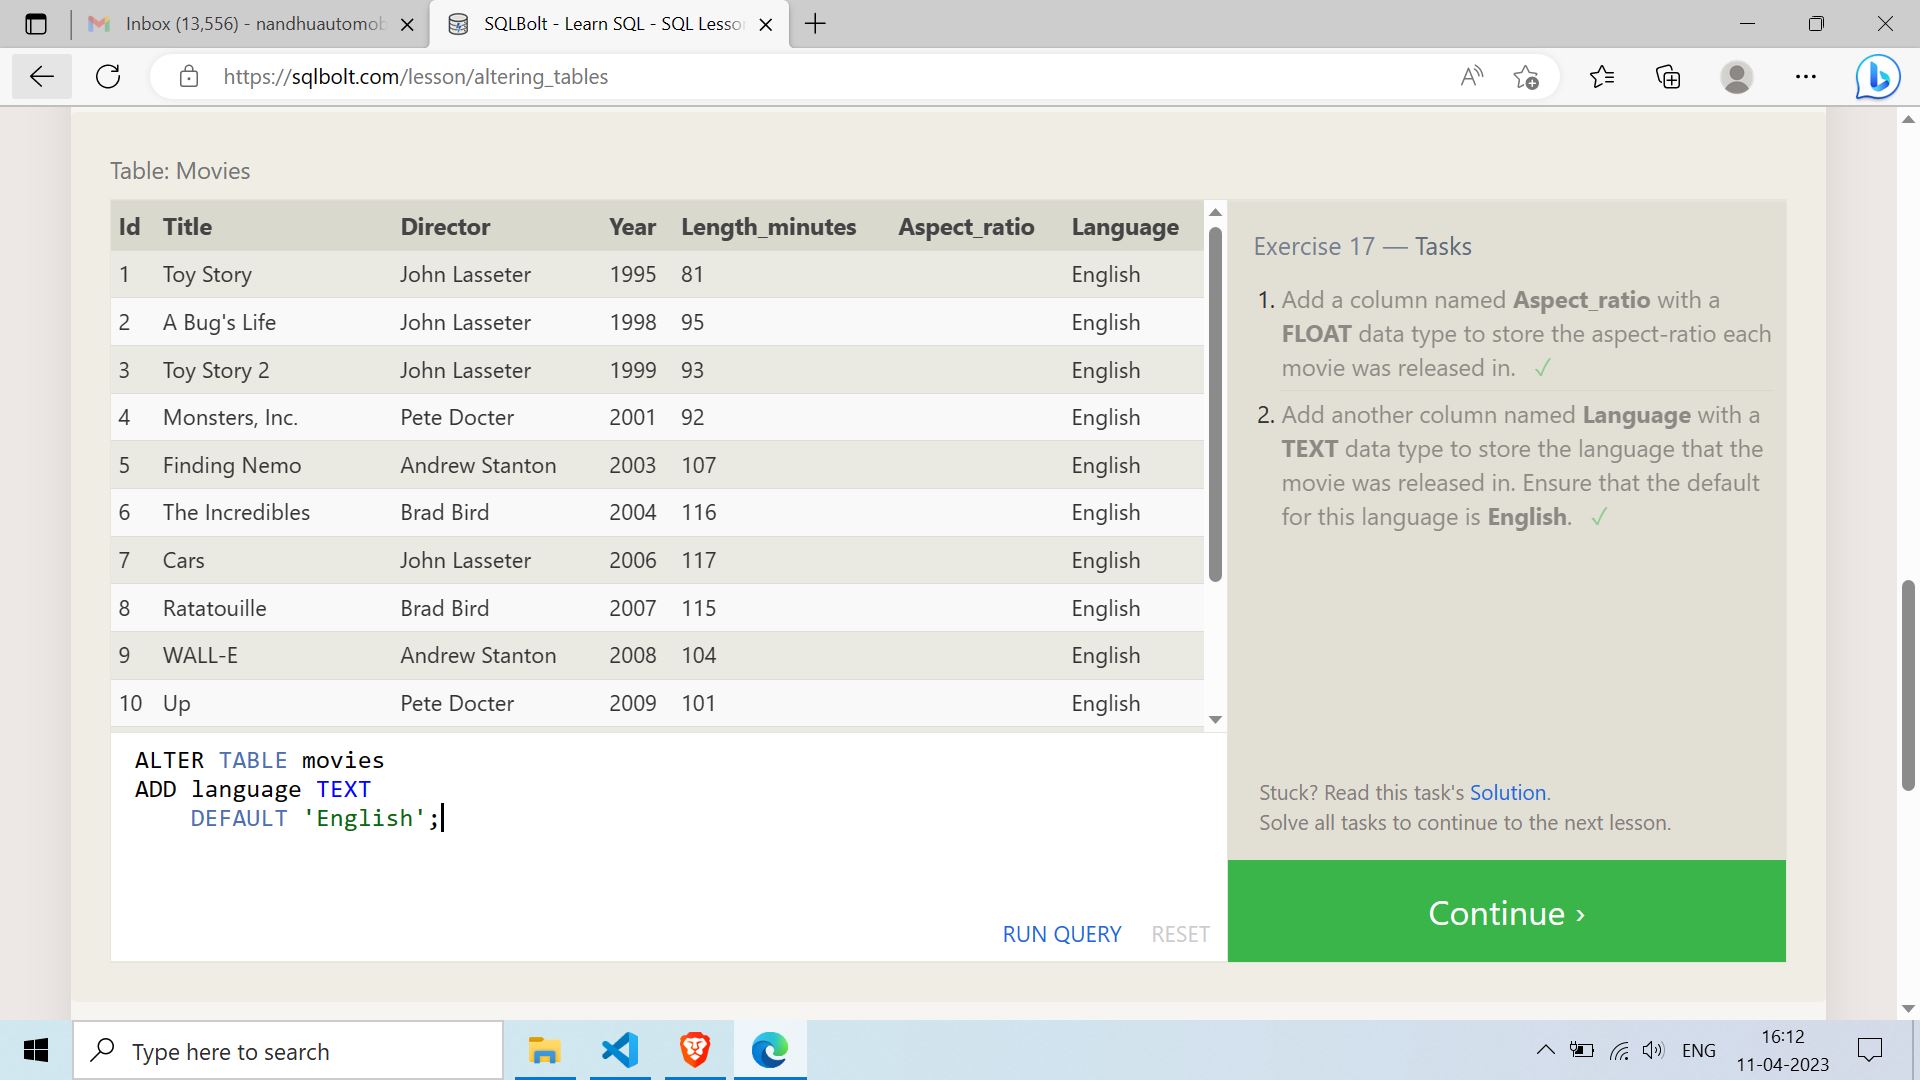 Inbox (13,556) - nandhuautomob
SQLBolt - Learn SQL - SQL Lesso
https://sqlbolt.com/lesson/altering_tables
Table: Movies
Id Title Director Year Length_minutes Aspect_ratio Language
1 Toy Story John Lasseter 1995 81 English
2 A Bug's Life John Lasseter 1998 95 English
3 Toy Story 2 John Lasseter 1999 93 English
4 Monsters, Inc. Pete Docter 2001 92 English
5 Finding Nemo Andrew Stanton 2003 107 English
6 The Incredibles Brad Bird 2004 116 English
7 Cars John Lasseter 2006 117 English
8 Ratatouille Brad Bird 2007 115 English
9 WALL-E Andrew Stanton 2008 104 English
10 Up Pete Docter 2009 101 English
ALTER TABLE movies
ADD language TEXT
DEFAULT 'English';
RUN QUERY RESET
Exercise 17 — Tasks
1. Add a column named Aspect_ratio with a
FLOAT data type to store the aspect-ratio each
movie was released in. ✓
2. Add another column named Language with a
TEXT data type to store the language that the
movie was released in. Ensure that the default
for this language is English. ✓
Stuck? Read this task's Solution.
Solve all tasks to continue to the next lesson.
Continue ›
Type here to search
ENG
16:12
11-04-2023